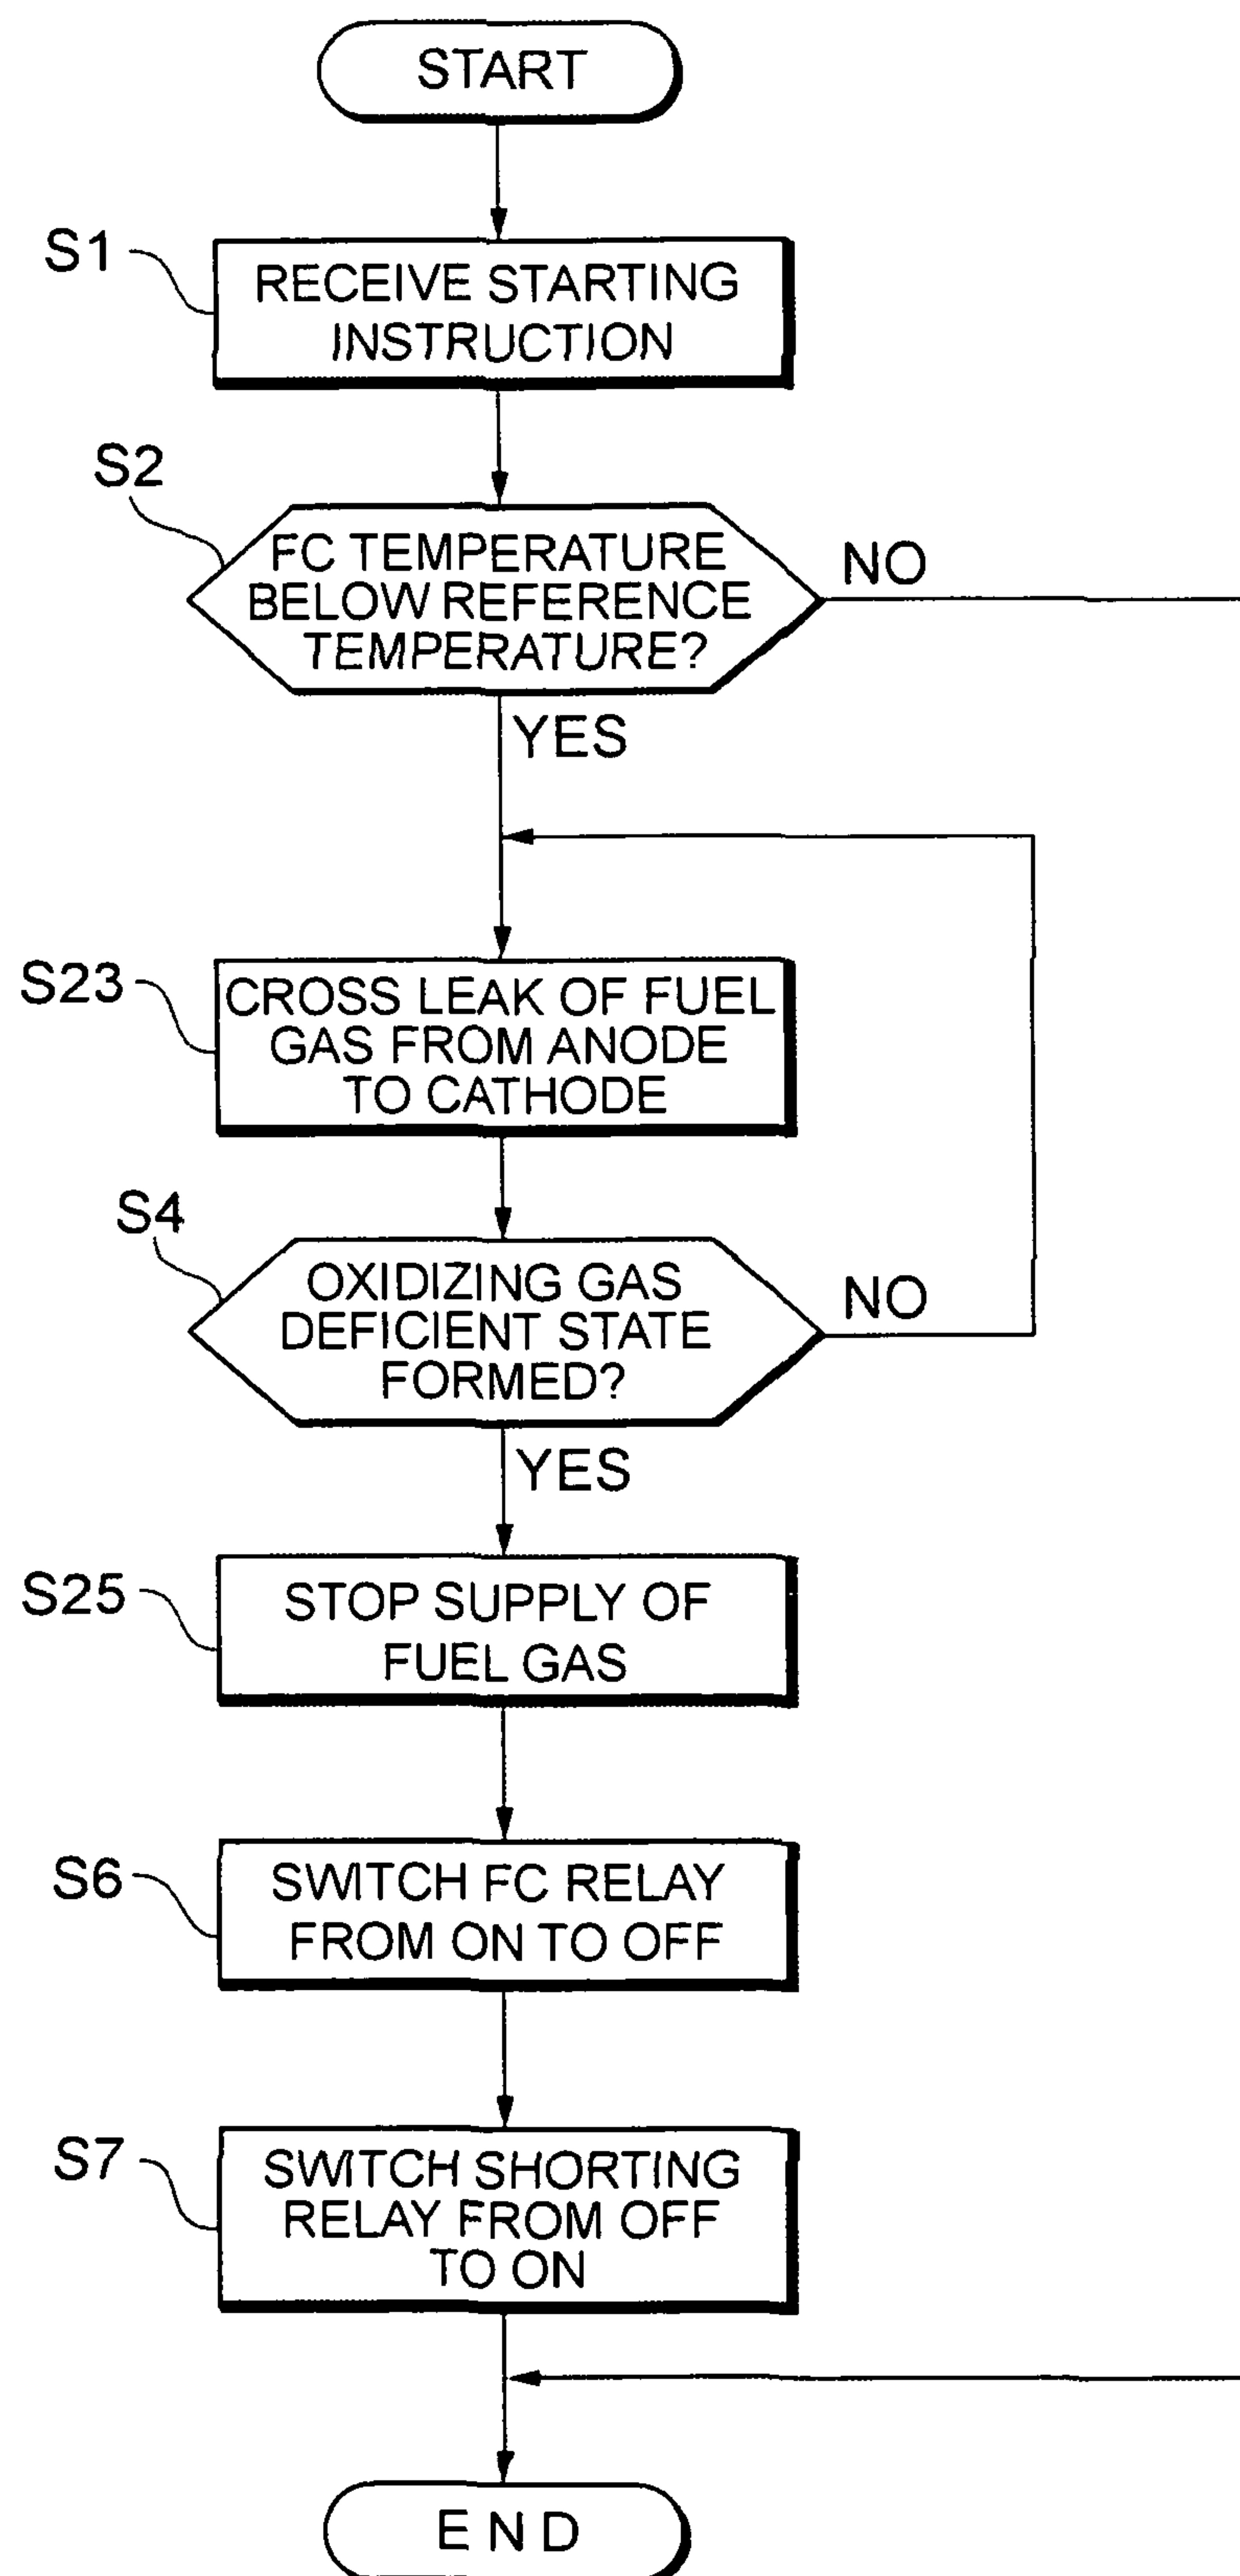 START
S1
RECEIVE STARTING
INSTRUCTION
S2
FC TEMPERATURE
BELOW REFERENCE
TEMPERATURE?
NO
YES
S23
CROSS LEAK OF FUEL
GAS FROM ANODE
TO CATHODE
S4
OXIDIZING GAS
DEFICIENT STATE
FORMED?
NO
YES
S25
STOP SUPPLY OF
FUEL GAS
S6
SWITCH FC RELAY
FROM ON TO OFF
S7
SWITCH SHORTING
RELAY FROM OFF
TO ON
END